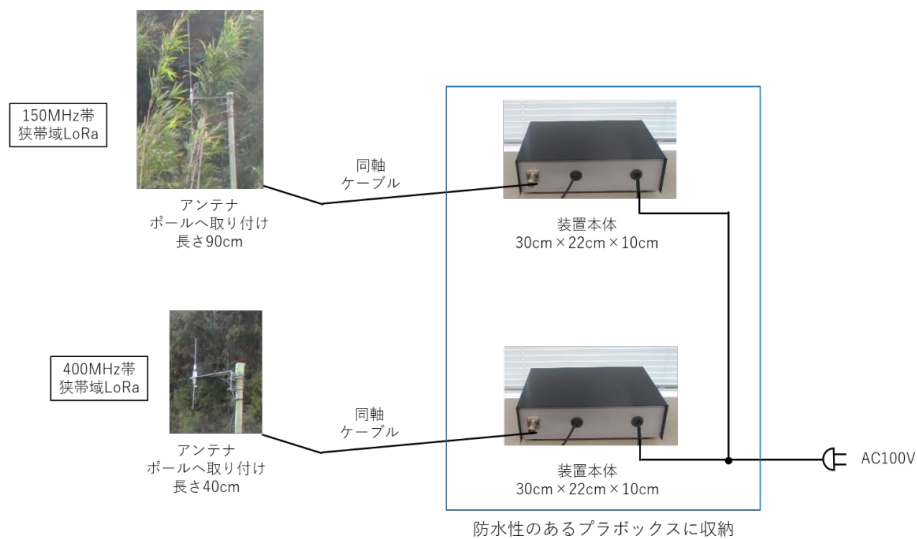 150MHz帯
狭帯域LoRa
アンテナ
ポールへ取り付け
長さ90cm
同軸
ケーブル
装置本体
30cm×22cm×10cm
400MHz帯
狭帯域LoRa
アンテナ
ポールへ取り付け
長さ40cm
同軸
ケーブル
装置本体
30cm×22cm×10cm
AC100V
防水性のあるプラボックスに収納